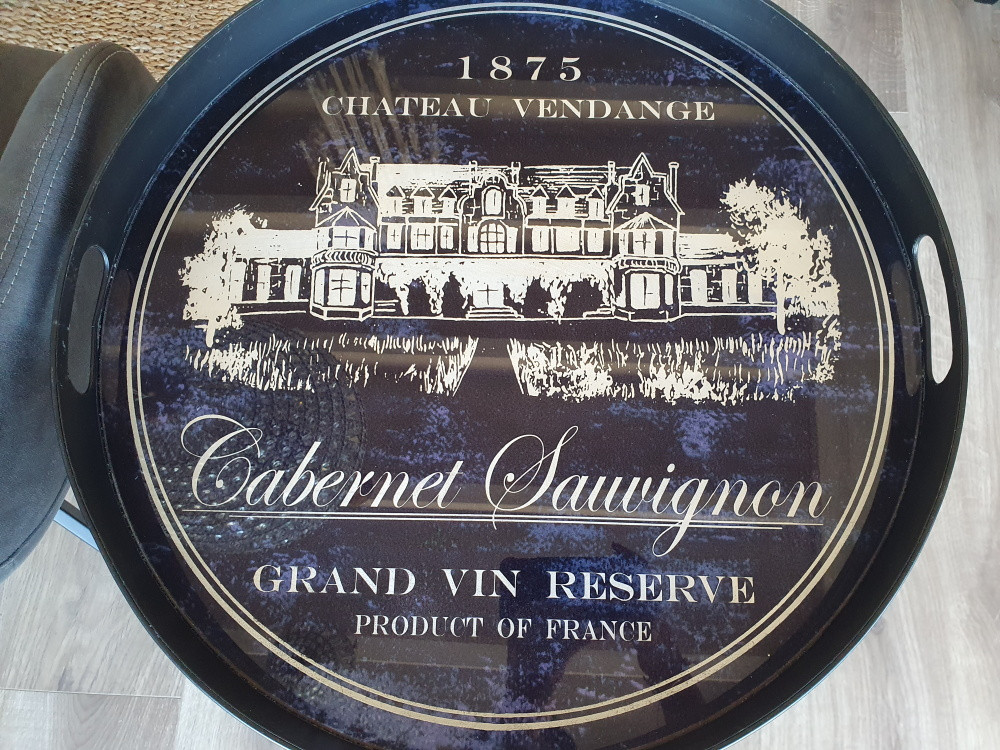 1875
CHATEAU VENDANGE
Cabernet Sauvignon
GRAND VIN RESERVE
PRODUCT OF FRANCE